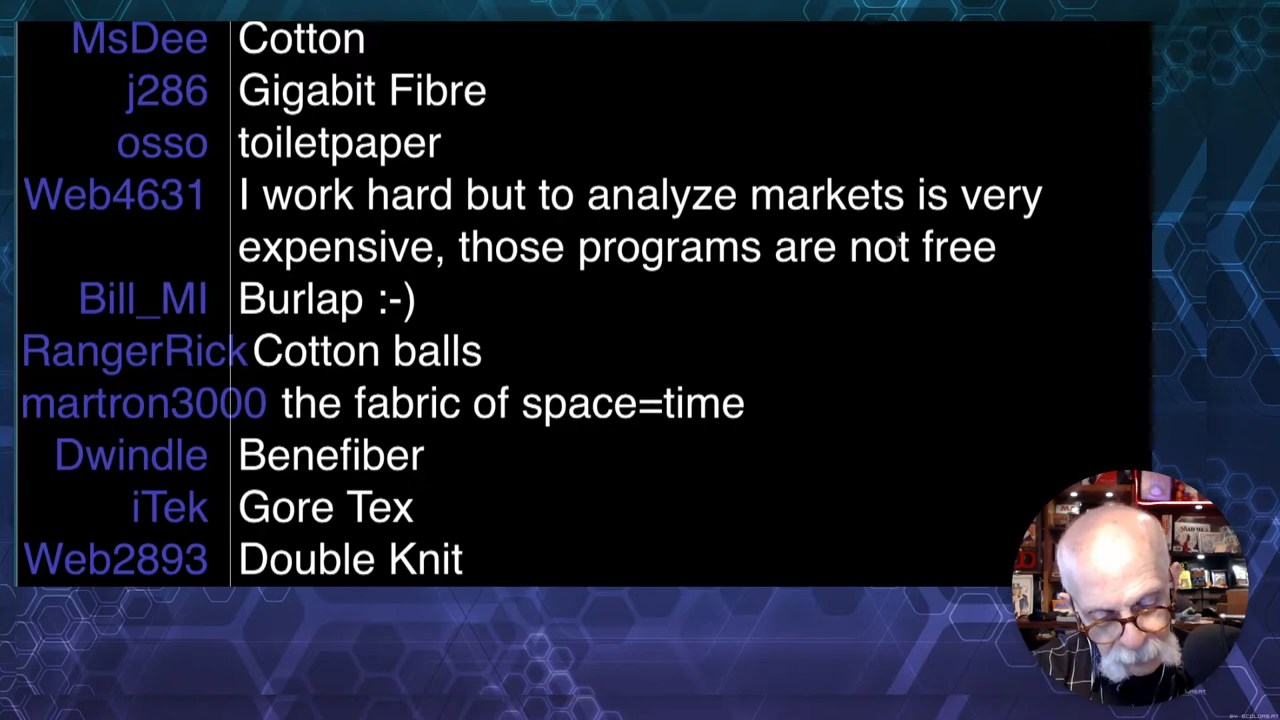 MsDee Cotton
j286 Gigabit Fibre
osso toiletpaper
Web4631 I work hard but to analyze markets is very
expensive, those programs are not free
Bill_MI Burlap :-)
RangerRick Cotton balls
martron3000 the fabric of space=time
Dwindle Benefiber
iTek Gore Tex
Web2893 Double Knit